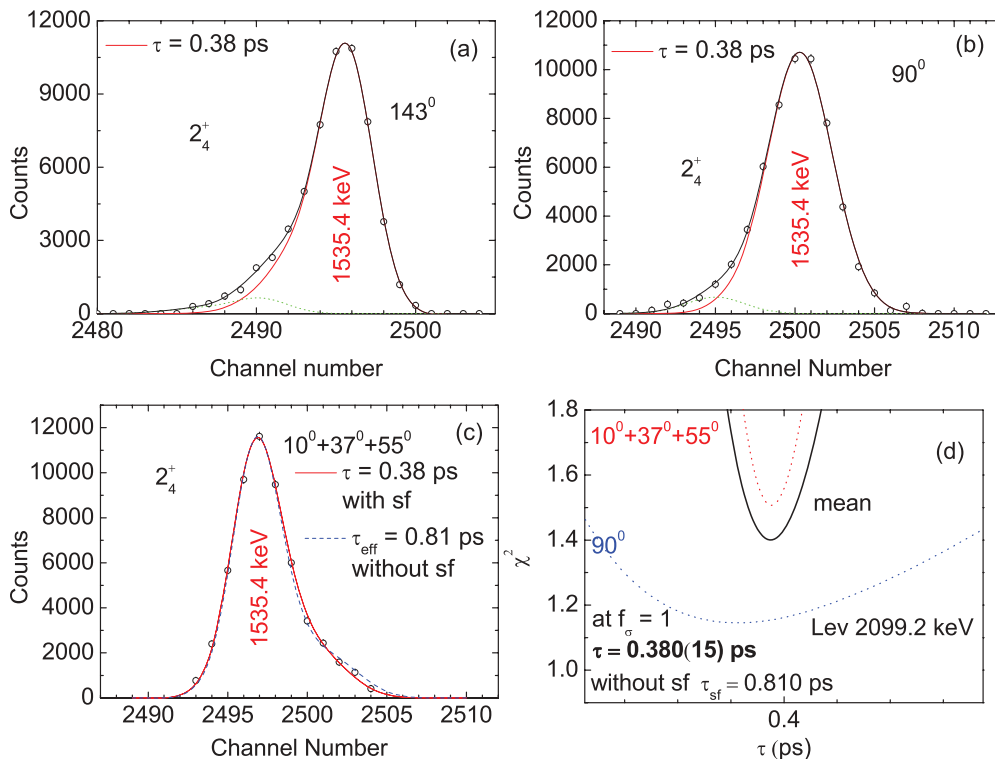 τ = 0.38 ps
(a)
143⁰
2₄⁺
1535.4 keV
Counts
12000
9000
6000
3000
0
2480 2490 2500
Channel number
τ = 0.38 ps
(b)
90⁰
2₄⁺
1535.4 keV
Counts
12000
10000
8000
6000
4000
2000
0
2490 2495 2500 2505 2510
Channel Number
10⁰+37⁰+55⁰
(c)
2₄⁺
τ = 0.38 ps
with sf
τeff = 0.81 ps
without sf
1535.4 keV
Counts
12000
10000
8000
6000
4000
2000
0
2490 2495 2500 2505 2510
Channel Number
10⁰+37⁰+55⁰
(d)
mean
90⁰
at fσ = 1
Lev 2099.2 keV
τ = 0.380(15) ps
without sf τsf = 0.810 ps
χ²
1.8
1.6
1.4
1.2
1.0
0.4
τ (ps)